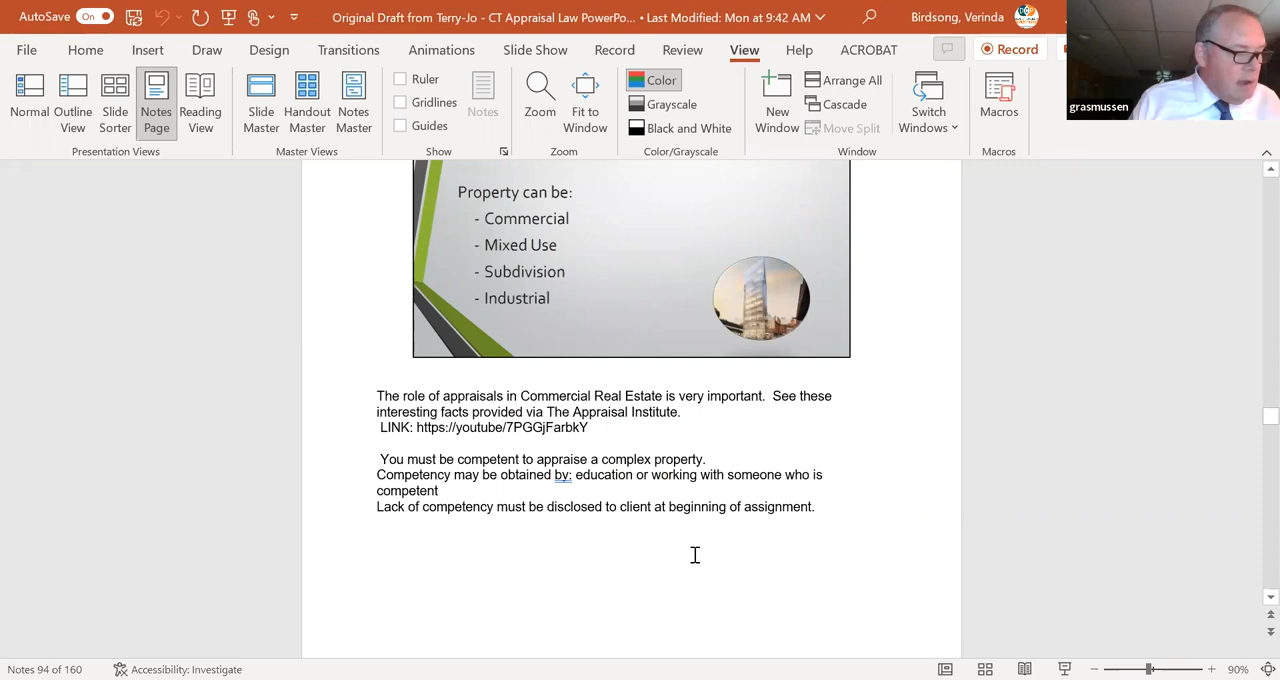 AutoSave On Original Draft from Terry-Jo - CT Appraisal Law PowerPo... • Last Modified: Mon at 9:42 AM Birdsong, Verinda
File Home Insert Draw Design Transitions Animations Slide Show Record Review View Help ACROBAT Record
Normal Outline View Slide Sorter Notes Page Reading View
Presentation Views
Slide Master Handout Master Notes Master
Master Views
Ruler
Gridlines
Guides
Notes
Show
Zoom Fit to Window
Zoom
Color
Grayscale
Black and White
Color/Grayscale
New Window
Arrange All
Cascade
Move Split
Switch Windows
Window
Macros
Macros
grasmussen
Property can be:
- Commercial
- Mixed Use
- Subdivision
- Industrial
The role of appraisals in Commercial Real Estate is very important. See these
interesting facts provided via The Appraisal Institute.
LINK: https://youtube/7PGGjFarbkY
You must be competent to appraise a complex property.
Competency may be obtained by: education or working with someone who is
competent
Lack of competency must be disclosed to client at beginning of assignment.
Notes 94 of 160 Accessibility: Investigate 90%